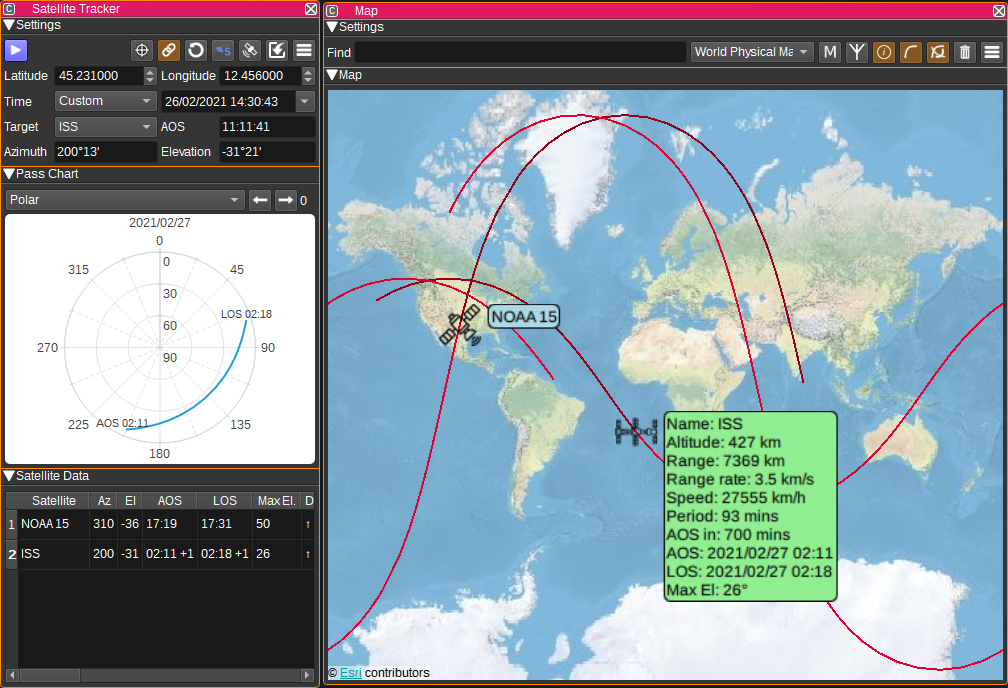 C Satellite Tracker
Settings
Latitude 45.231000 Longitude 12.456000
Time Custom 26/02/2021 14:30:43
Target ISS AOS 11:11:41
Azimuth 200°13' Elevation -31°21'
Pass Chart
Polar 0
2021/02/27
0
0
315 45
30
LOS 02:18
60
270 90 90
225 AOS 02:11 135
180
Satellite Data
Satellite Az El AOS LOS Max El. D
1 NOAA 15 310 -36 17:19 17:31 50 ↑
2 ISS 200 -31 02:11 +1 02:18 +1 26 ↑
C Map
Settings
Find World Physical Ma M
Map
NOAA 15
Name: ISS
Altitude: 427 km
Range: 7369 km
Range rate: 3.5 km/s
Speed: 27555 km/h
Period: 93 mins
AOS in: 700 mins
AOS: 2021/02/27 02:11
LOS: 2021/02/27 02:18
Max El: 26°
© Esri contributors